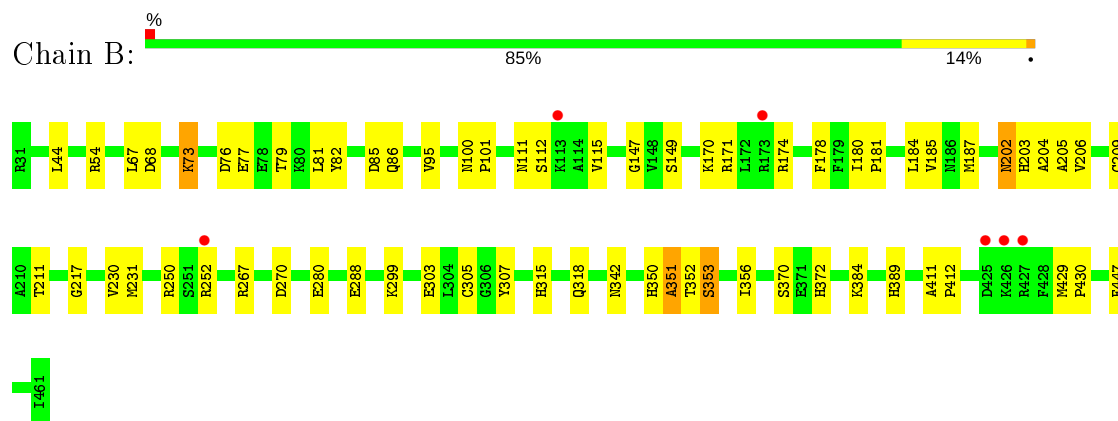 %
Chain B:
85% 14% •
R31 L44 R54 L67 D68 K73 D76 E77 E78 T79 K80 L81 Y82 D85 Q86 V95 N100 P101 N111 S112 K113 A114 V115 G147 V148 S149 K170 R171 L172 R173 R174 F178 F179 I180 P181 L184 V185 N186 M187 N202 H203 A204 A205 V206 C209
A210 T211 G217 V230 M231 R250 S251 R252 R267 D270 E280 E288 K299 E303 L304 C305 G306 Y307 H315 Q318 N342 H350 A351 T352 S353 I356 S370 E371 H372 K384 H389 A411 P412 D425 K426 R427 F428 M429 P430
I461